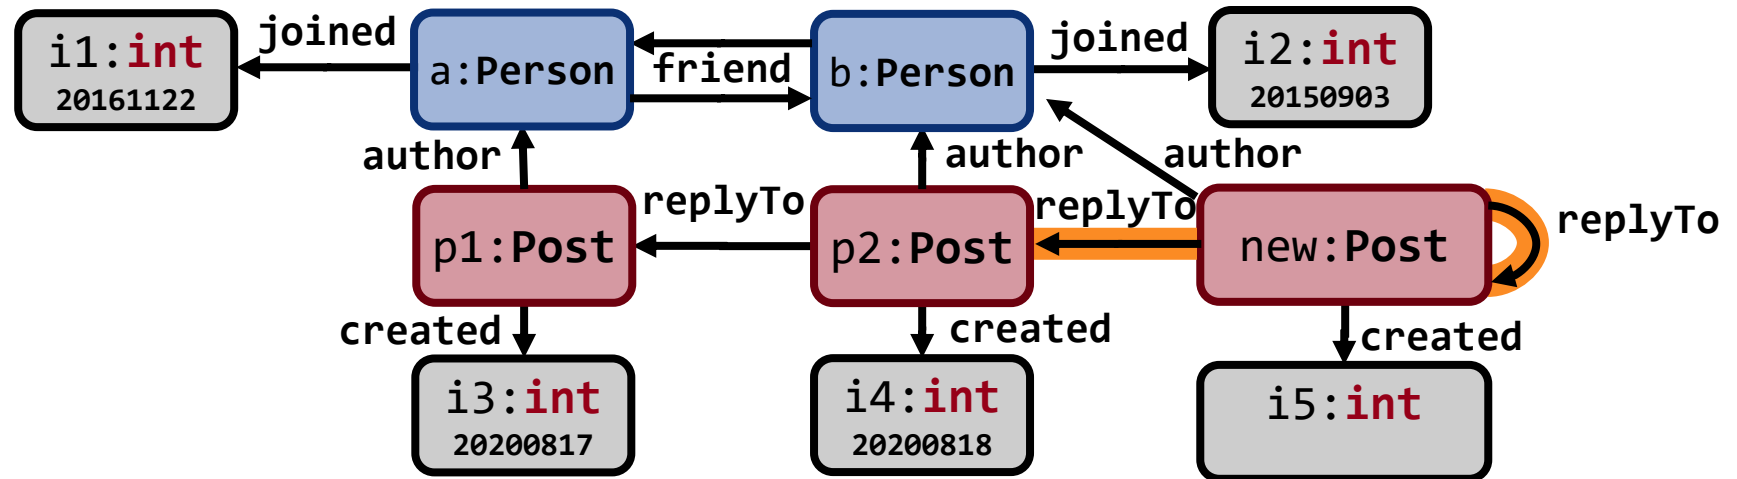 i1:int
20161122
joined
a:Person
friend
b:Person
joined
i2:int
20150903
author
author
author
p1:Post
replyTo
p2:Post
replyTo
new:Post
replyTo
created
created
created
i3:int
20200817
i4:int
20200818
i5:int